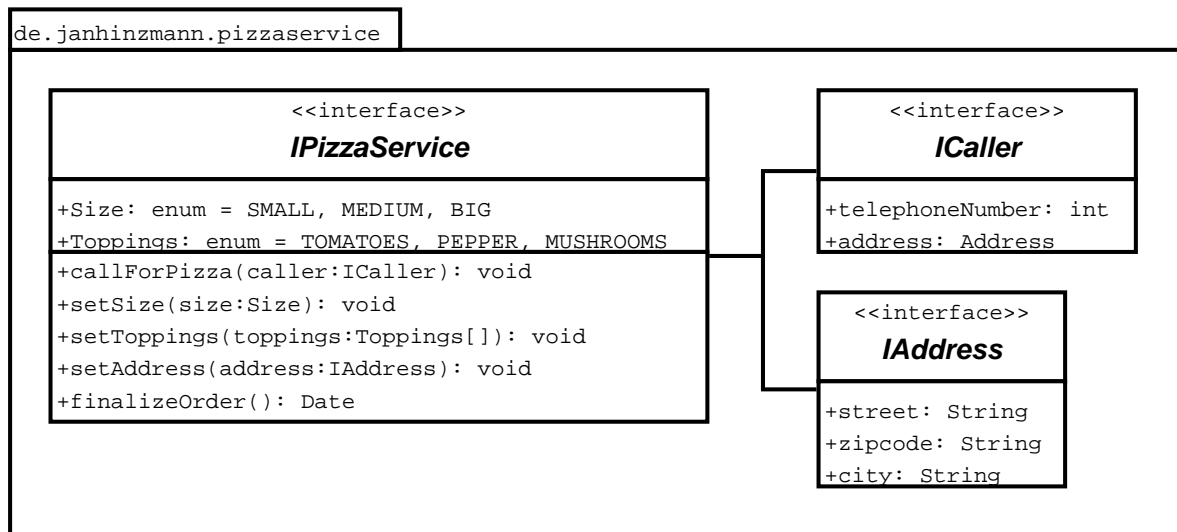 de.janhinzmann.pizzaservice
<<interface>>
IPizzaService
+Size: enum = SMALL, MEDIUM, BIG
+Toppings: enum = TOMATOES, PEPPER, MUSHROOMS
+callForPizza(caller:ICaller): void
+setSize(size:Size): void
+setToppings(toppings:Toppings[]): void
+setAddress(address:IAddress): void
+finalizeOrder(): Date
<<interface>>
ICaller
+telephoneNumber: int
+address: Address
<<interface>>
IAddress
+street: String
+zipcode: String
+city: String